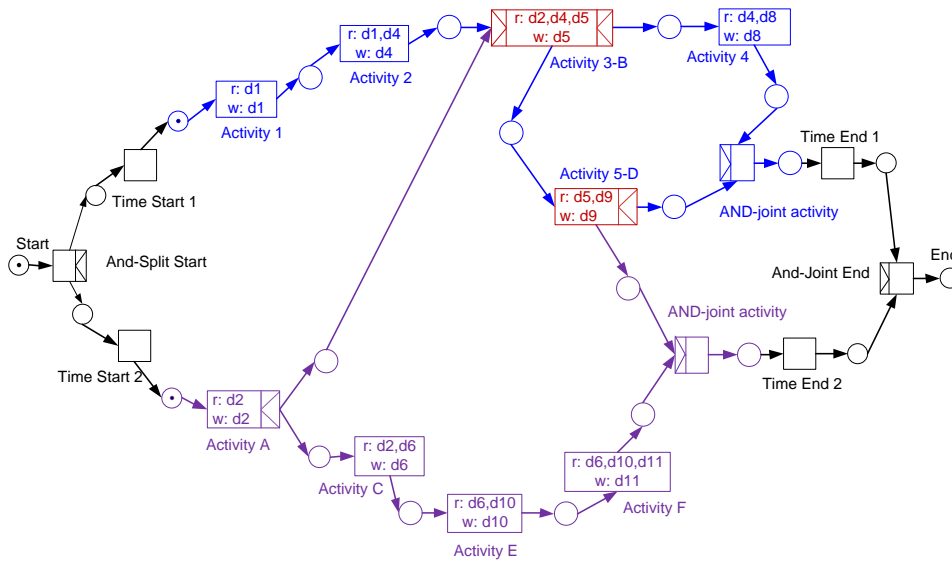 r: d2,d4,d5
w: d5
Activity 3-B
r: d4,d8
w: d8
Activity 4
r: d1,d4
w: d4
Activity 2
r: d1
w: d1
Activity 1
Time End 1
Time Start 1
Activity 5-D
r: d5,d9
w: d9
AND-joint activity
Start
And-Split Start
And-Joint End
End
AND-joint activity
Time Start 2
Time End 2
r: d2
w: d2
Activity A
r: d2,d6
w: d6
Activity C
r: d6,d10,d11
w: d11
Activity F
r: d6,d10
w: d10
Activity E